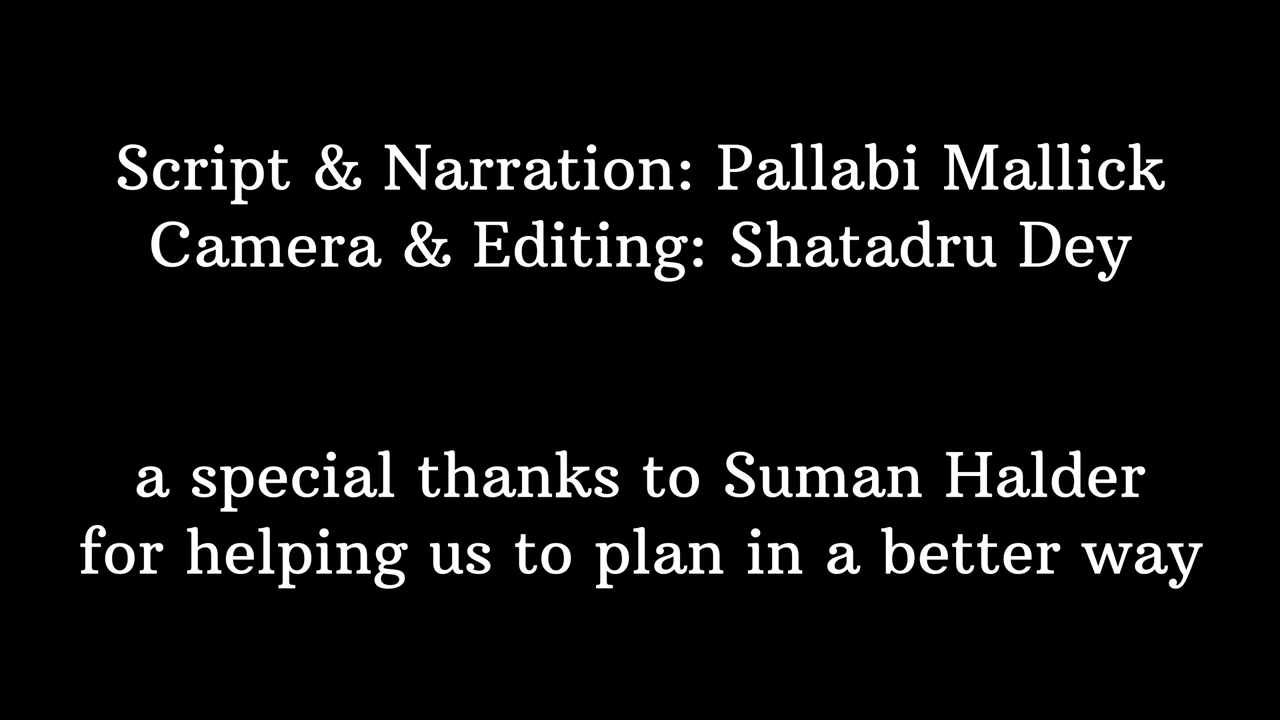 Script & Narration: Pallabi Mallick
Camera & Editing: Shatadru Dey
a special thanks to Suman Halder
for helping us to plan in a better way